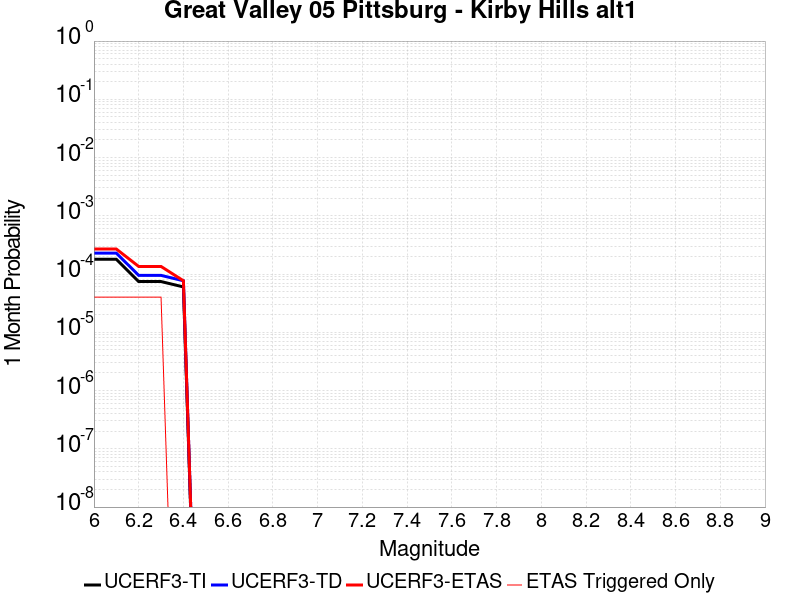 Great Valley 05 Pittsburg - Kirby Hills alt1
10^0
10^-1
10^-2
10^-3
10^-4
10^-5
10^-6
10^-7
10^-8
1 Month Probability
6 6.2 6.4 6.6 6.8 7 7.2 7.4 7.6 7.8 8 8.2 8.4 8.6 8.8 9
Magnitude
UCERF3-TI UCERF3-TD UCERF3-ETAS ETAS Triggered Only